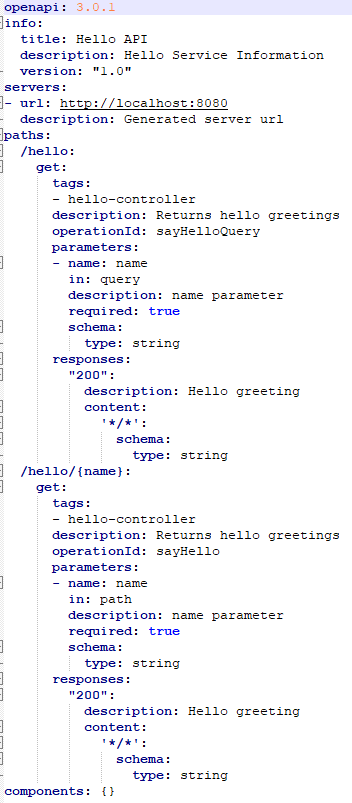 openapi: 3.0.1
info:
  title: Hello API
  description: Hello Service Information
  version: "1.0"
servers:
- url: http://localhost:8080
  description: Generated server url
paths:
  /hello:
    get:
      tags:
      - hello-controller
      description: Returns hello greetings
      operationId: sayHelloQuery
      parameters:
      - name: name
        in: query
        description: name parameter
        required: true
        schema:
          type: string
      responses:
        "200":
          description: Hello greeting
          content:
            '*/*':
              schema:
                type: string
  /hello/{name}:
    get:
      tags:
      - hello-controller
      description: Returns hello greetings
      operationId: sayHello
      parameters:
      - name: name
        in: path
        description: name parameter
        required: true
        schema:
          type: string
      responses:
        "200":
          description: Hello greeting
          content:
            '*/*':
              schema:
                type: string
components: {}